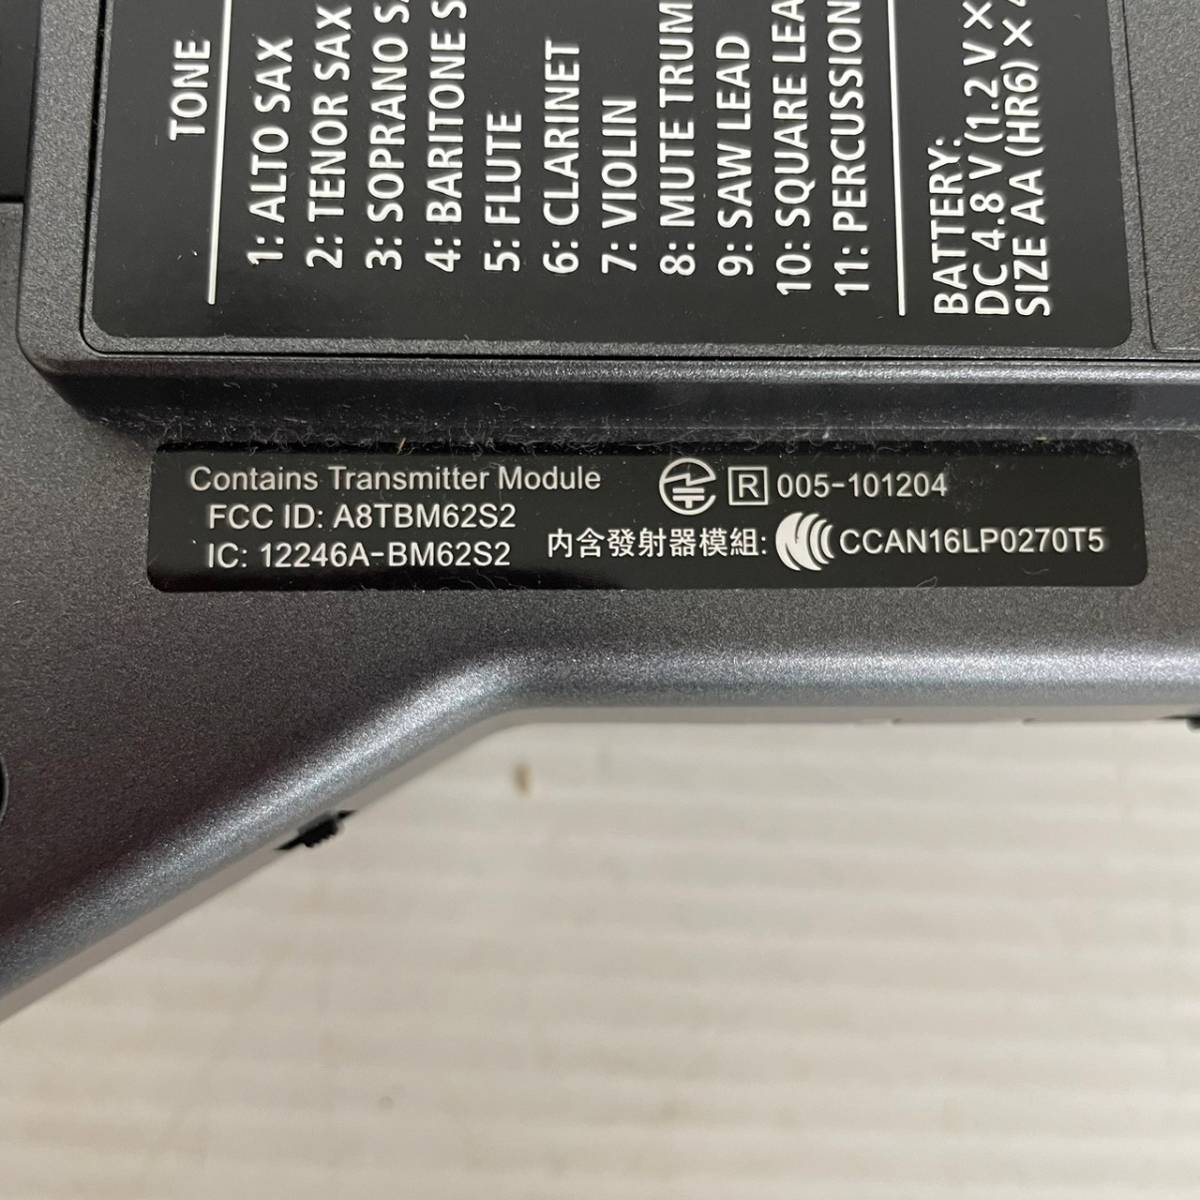 TONE
1: ALTO SAX
2: TENOR SAX
3: SOPRANO
4: BARITONE
5: FLUTE
6: CLARINET
7: VIOLIN
8: MUTE TRUM
9: SAW LEAD
10: SQUARE LEA
11: PERCUSSION
BATTERY:
DC 4.8 V (1.2 V ×
SIZE AA (HR6) ×
Contains Transmitter Module
FCC ID: A8TBM62S2
IC: 12246A-BM62S2
R 005-101204
内含發射器模組: CCAN16LP0270T5